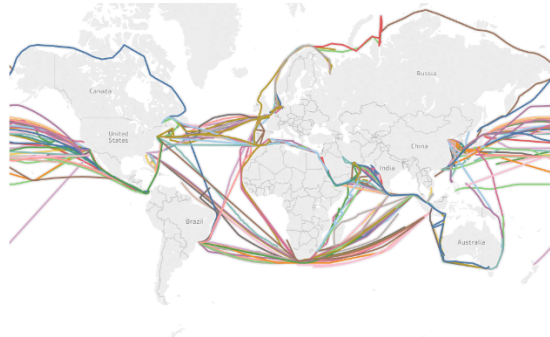 Russia
Canada
United
States
China
India
Brazil
Australia